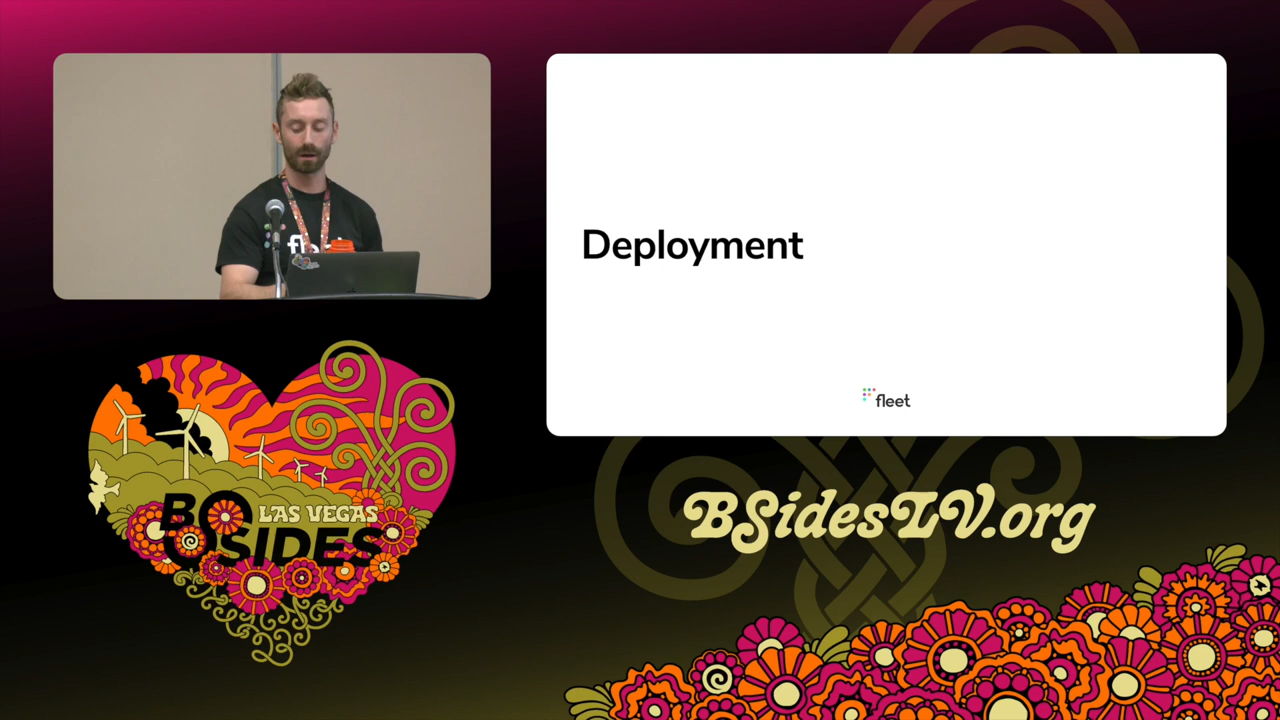 Deployment
fleet
BSidesLV.org
BSIDES
LAS VEGAS